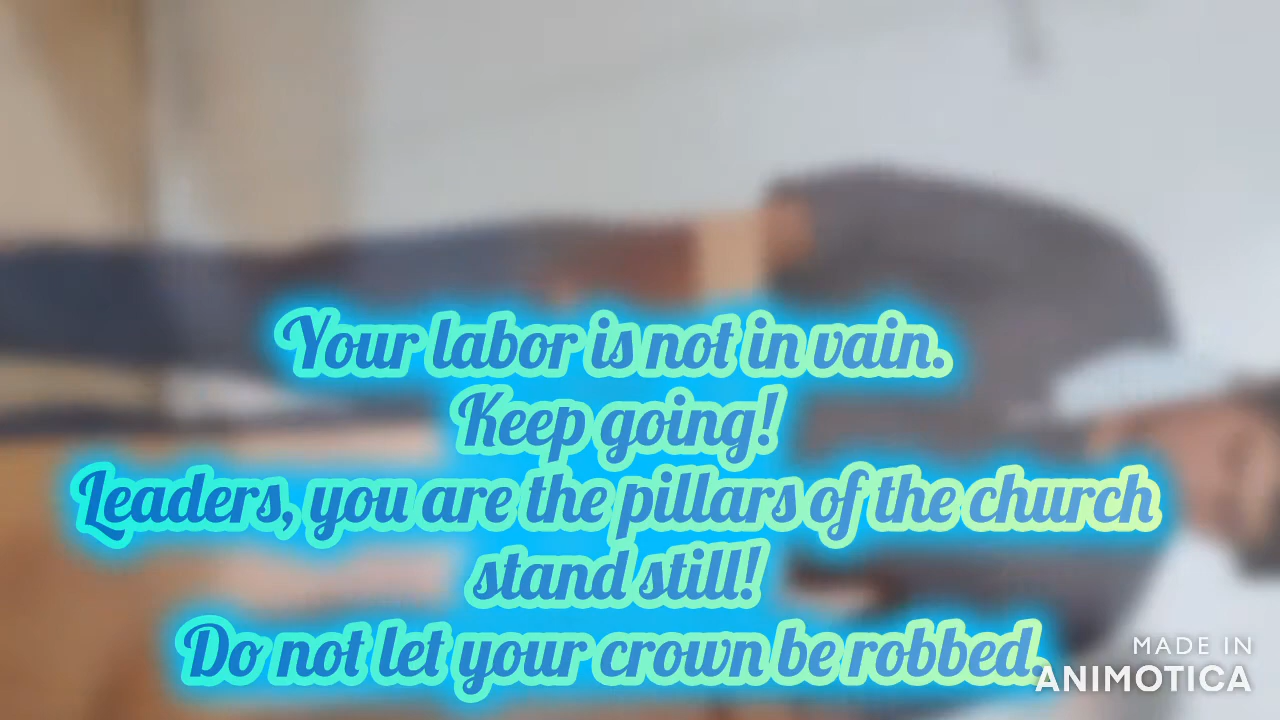 Your labor is not in vain.
Keep going!
Leaders, you are the pillars of the church
stand still!
Do not let your crown be robbed.
MADE IN
ANIMOTICA